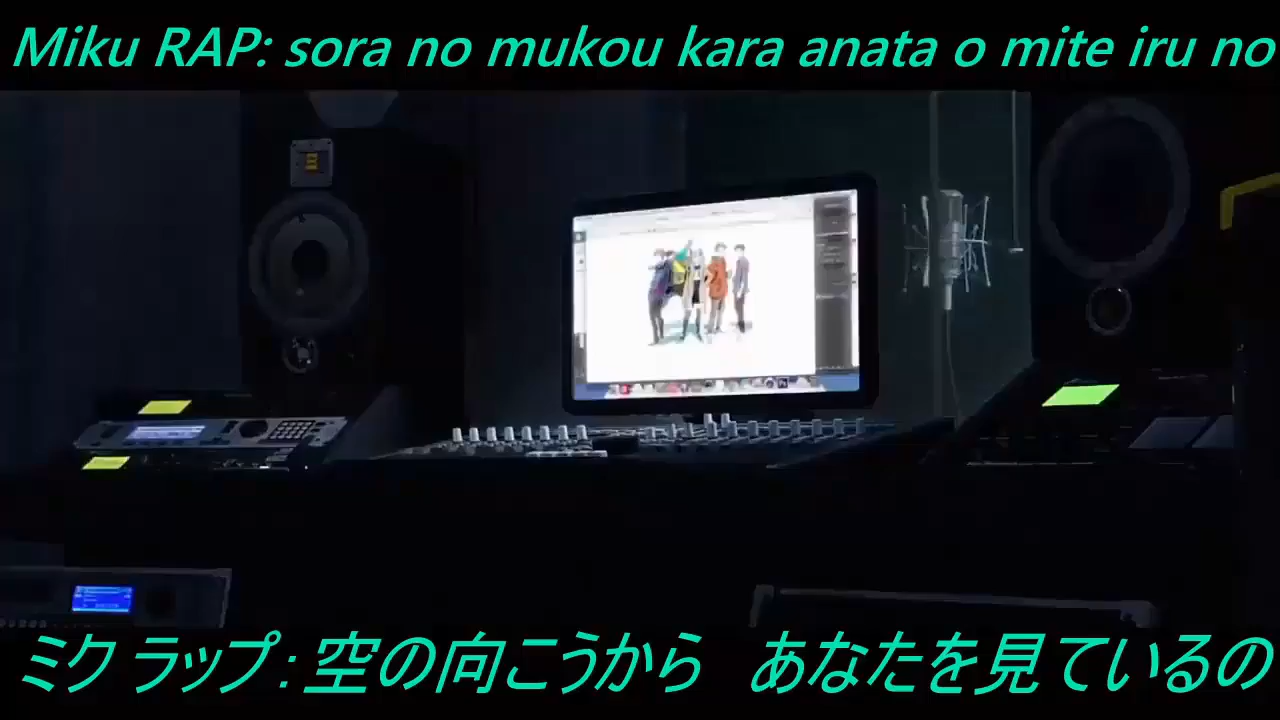 Miku RAP: sora no mukou kara anata o mite iru no
ミク ラップ：空の向こうから　あなたを見ているの